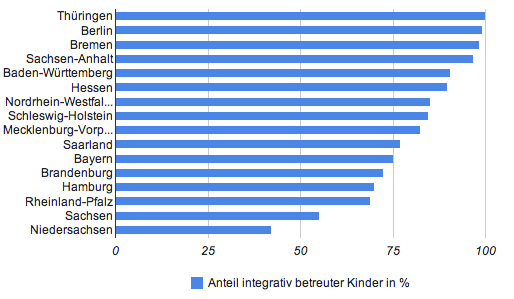 Thüringen
Berlin
Bremen
Sachsen-Anhalt
Baden-Württemberg
Hessen
Nordrhein-Westfal...
Schleswig-Holstein
Mecklenburg-Vorp...
Saarland
Bayern
Brandenburg
Hamburg
Rheinland-Pfalz
Sachsen
Niedersachsen
0 25 50 75 100
Anteil integrativ betreuter Kinder in %